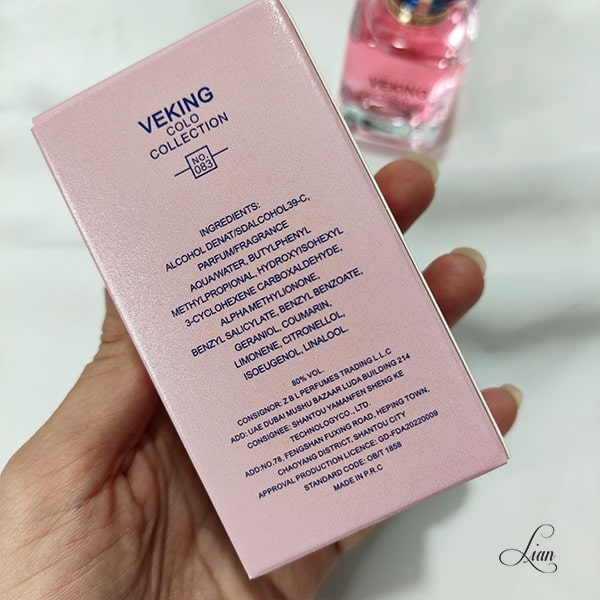 VEKING
COLO
COLLECTION
NO.
083
INGREDIENTS:
ALCOHOL DENAT/SDALCOHOL39-C,
PARFUM/FRAGRANCE
AQUA/WATER, BUTYLPHENYL
METHYLPROPIONAL, HYDROXYISOHEXYL
3-CYCLOHEXENE CARBOXALDEHYDE,
ALPHA METHYLIONONE,
BENZYL SALICYLATE, BENZYL BENZOATE,
GERANIOL, COUMARIN,
LIMONENE, CITRONELLOL,
ISOEUGENOL, LINALOOL.
80% VOL.
CONSIGNOR: Z B L PERFUMES TRADING L.L.C
ADD: UAE DUBAI MUSHU BAZAAR LUDA BUILDING 214
CONSIGNEE: SHANTOU YAMANFEN SHENG KE
TECHNOLOGYCO., LTD.
ADD:NO.78, FENGSHAN FUXING ROAD, HEPING TOWN,
CHAOYANG DISTRICT, SHANTOU CITY
APPROVAL PRODUCTION LICENCE: GD-FDA20220009
STANDARD CODE: OB/T 1858
MADE IN P.R.C
VEKING
Lian